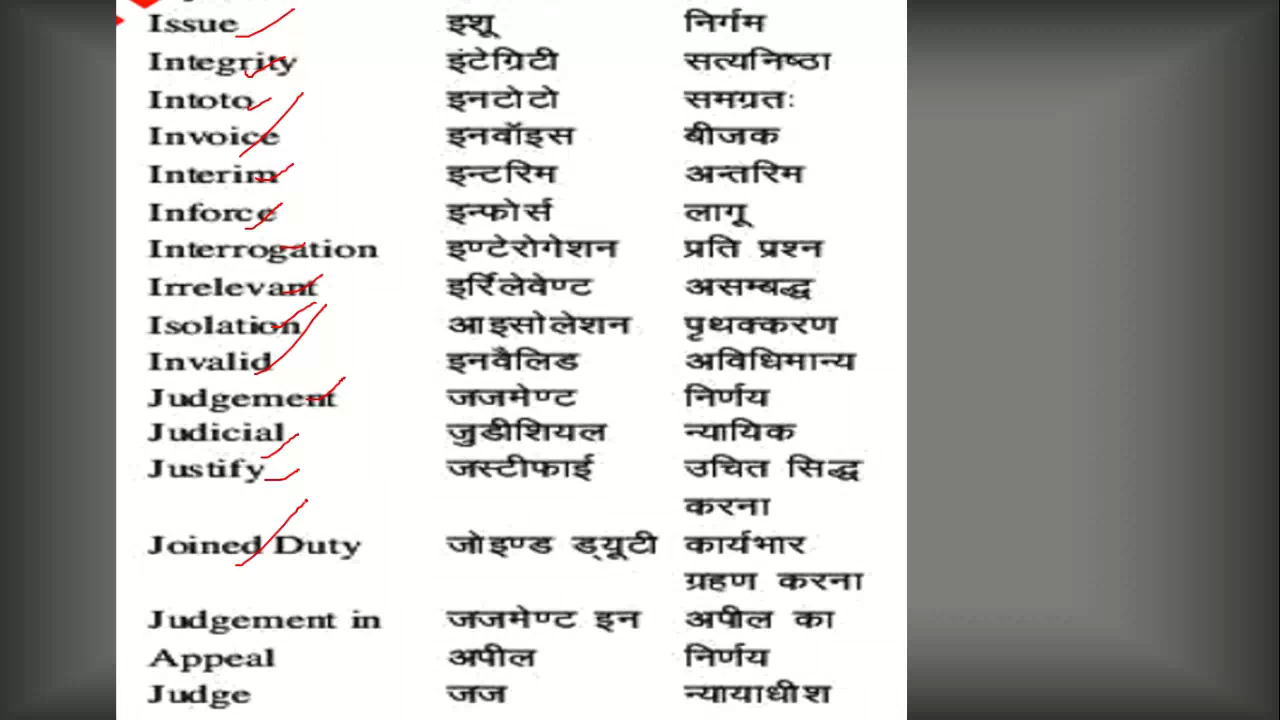 Issue इशू निर्गम
Integrity इंटेग्रिटी सत्यनिष्ठा
Intoto इनटोटो समग्रतः
Invoice इनवॉइस बीजक
Interim इन्टरिम अन्तरिम
Inforce इन्फोर्स लागू
Interrogation इण्टेरोगेशन प्रति प्रश्न
Irrelevant इर्रिलेवेण्ट असम्बद्ध
Isolation आइसोलेशन पृथक्करण
Invalid इनवैलिड अविधिमान्य
Judgement जजमेण्ट निर्णय
Judicial जुडीशियल न्यायिक
Justify जस्टीफाई उचित सिद्ध
करना
Joined Duty जोइण्ड ड्यूटी कार्यभार
ग्रहण करना
Judgement in जजमेण्ट इन अपील का
Appeal अपील निर्णय
Judge जज न्यायाधीश